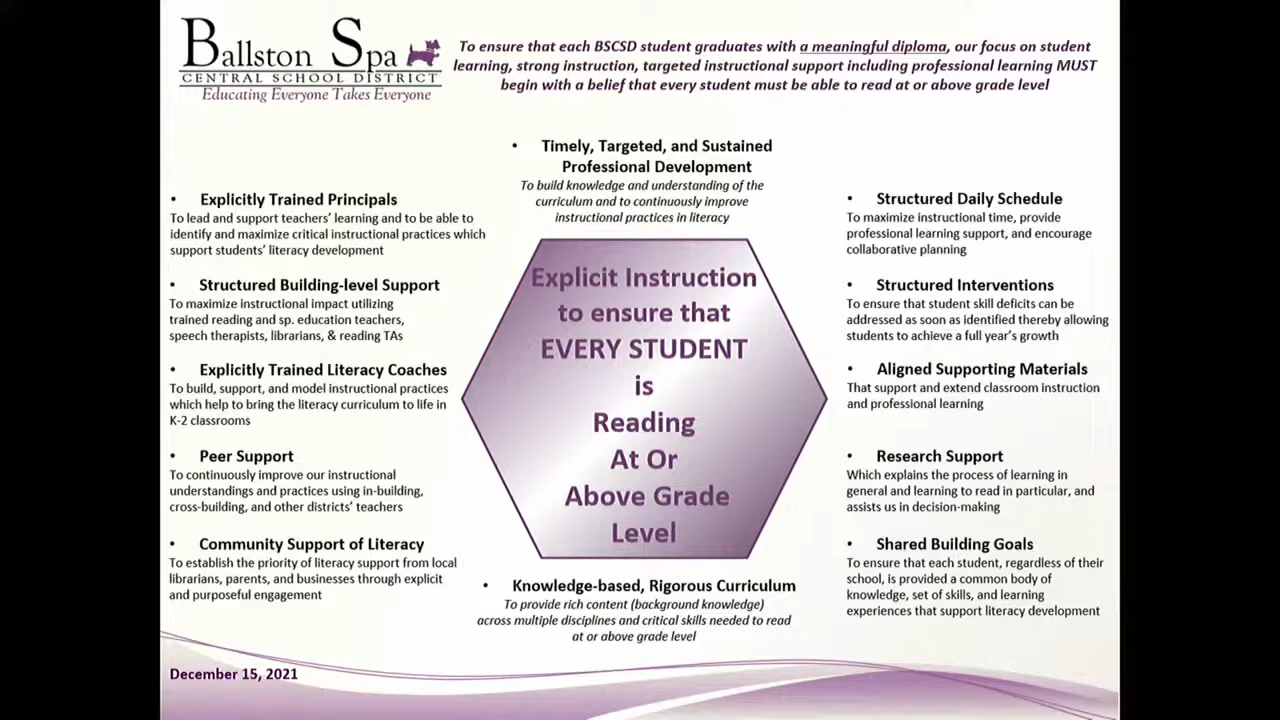 Ballston Spa
CENTRAL SCHOOL DISTRICT
Educating Everyone Takes Everyone
To ensure that each BSCSD student graduates with a meaningful diploma, our focus on student
learning, strong instruction, targeted instructional support including professional learning MUST
begin with a belief that every student must be able to read at or above grade level
• Timely, Targeted, and Sustained
Professional Development
To build knowledge and understanding of the
curriculum and to continuously improve
instructional practices in literacy
• Explicitly Trained Principals
To lead and support teachers' learning and to be able to
identify and maximize critical instructional practices which
support students' literacy development
• Structured Building-level Support
To maximize instructional impact utilizing
trained reading and sp. education teachers,
speech therapists, librarians, & reading TAs
• Explicitly Trained Literacy Coaches
To build, support, and model instructional practices
which help to bring the literacy curriculum to life in
K-2 classrooms
• Peer Support
To continuously improve our instructional
understandings and practices using in-building,
cross-building, and other districts' teachers
• Community Support of Literacy
To establish the priority of literacy support from local
librarians, parents, and businesses through explicit
and purposeful engagement
Explicit Instruction
to ensure that
EVERY STUDENT
is
Reading
At Or
Above Grade
Level
• Knowledge-based, Rigorous Curriculum
To provide rich content (background knowledge)
across multiple disciplines and critical skills needed to read
at or above grade level
• Structured Daily Schedule
To maximize instructional time, provide
professional learning support, and encourage
collaborative planning
• Structured Interventions
To ensure that student skill deficits can be
addressed as soon as identified thereby allowing
students to achieve a full year's growth
• Aligned Supporting Materials
That support and extend classroom instruction
and professional learning
• Research Support
Which explains the process of learning in
general and learning to read in particular, and
assists us in decision-making
• Shared Building Goals
To ensure that each student, regardless of their
school, is provided a common body of
knowledge, set of skills, and learning
experiences that support literacy development
December 15, 2021